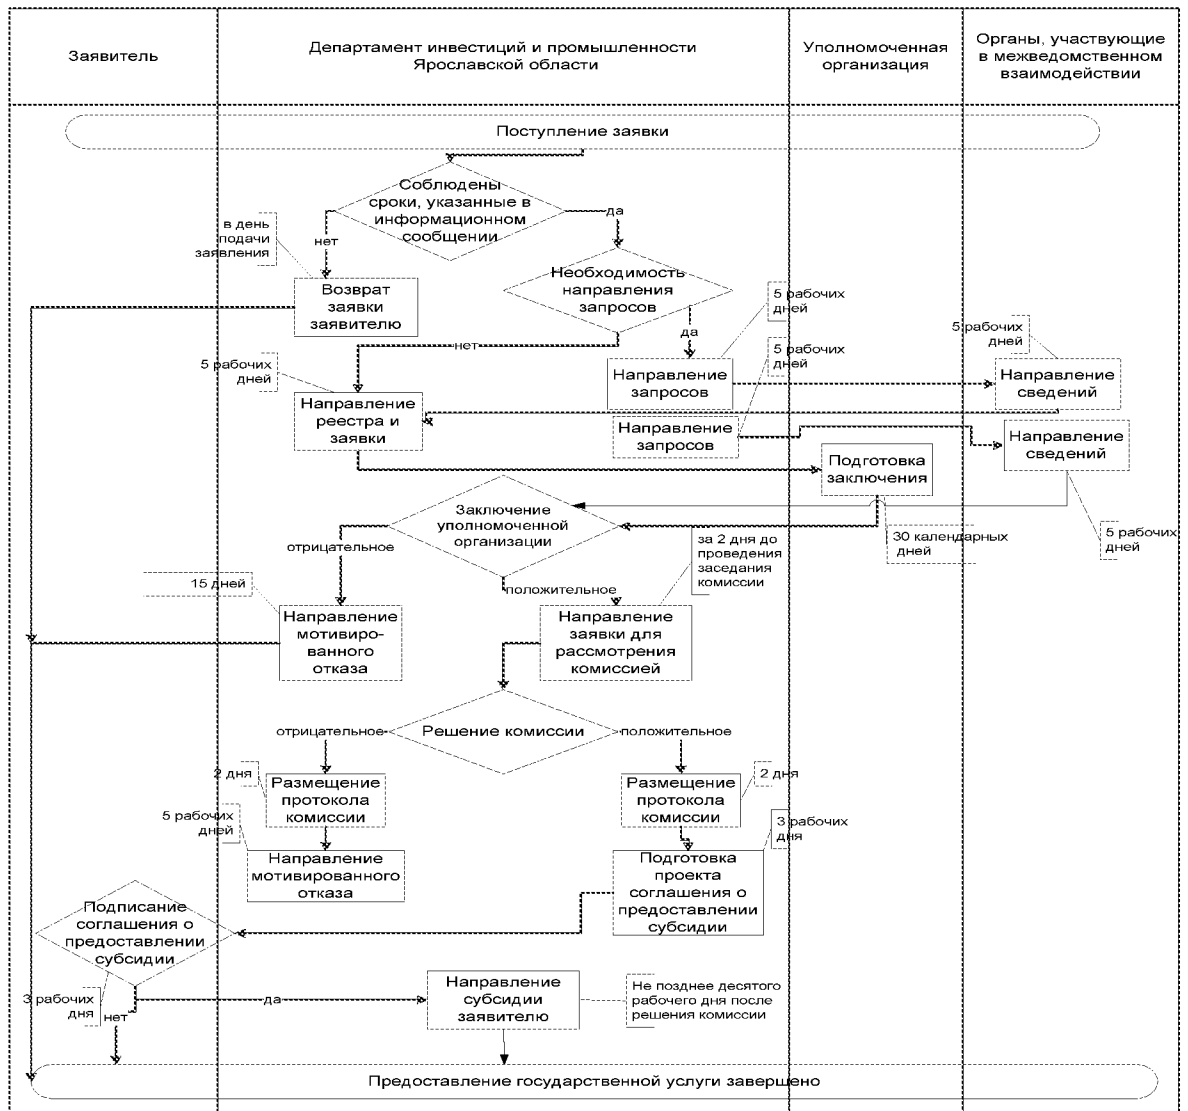 Заявитель
Департамент инвестиций и промышленности
Ярославской области
Уполномоченная
организация
Органы, участвующие
в межведомственном
взаимодействии
Поступление заявки
Соблюдены
сроки, указанные в
информационном
сообщении
да
нет
в день
подачи
заявления
Возврат
заявки
заявителю
Необходимость
направления
запросов
да
нет
5 рабочих
дней
5 рабочих
дней
5 рабочих
дней
5 рабочих
дней
Направление
запросов
Направление
сведений
Направление
реестра и
заявки
Направление
запросов
Направление
сведений
Подготовка
заключения
Заключение
уполномоченной
организации
отрицательное
положительное
за 2 дня до
проведения
заседания
комиссии
30 календарных
дней
5 рабочих
дней
15 дней
Направление
мотивиро-
ванного
отказа
Направление
заявки для
рассмотрения
комиссией
Решение комиссии
отрицательное
положительное
2 дня
Размещение
протокола
комиссии
Размещение
протокола
комиссии
2 дня
5 рабочих
дней
Направление
мотивированного
отказа
3 рабочих
дня
Подготовка
проекта
соглашения о
предоставлении
субсидии
Подписание
соглашения о
предоставлении
субсидии
3 рабочих
дня
нет
да
Направление
субсидии
заявителю
Не позднее десятого
рабочего дня после
решения комиссии
Предоставление государственной услуги завершено